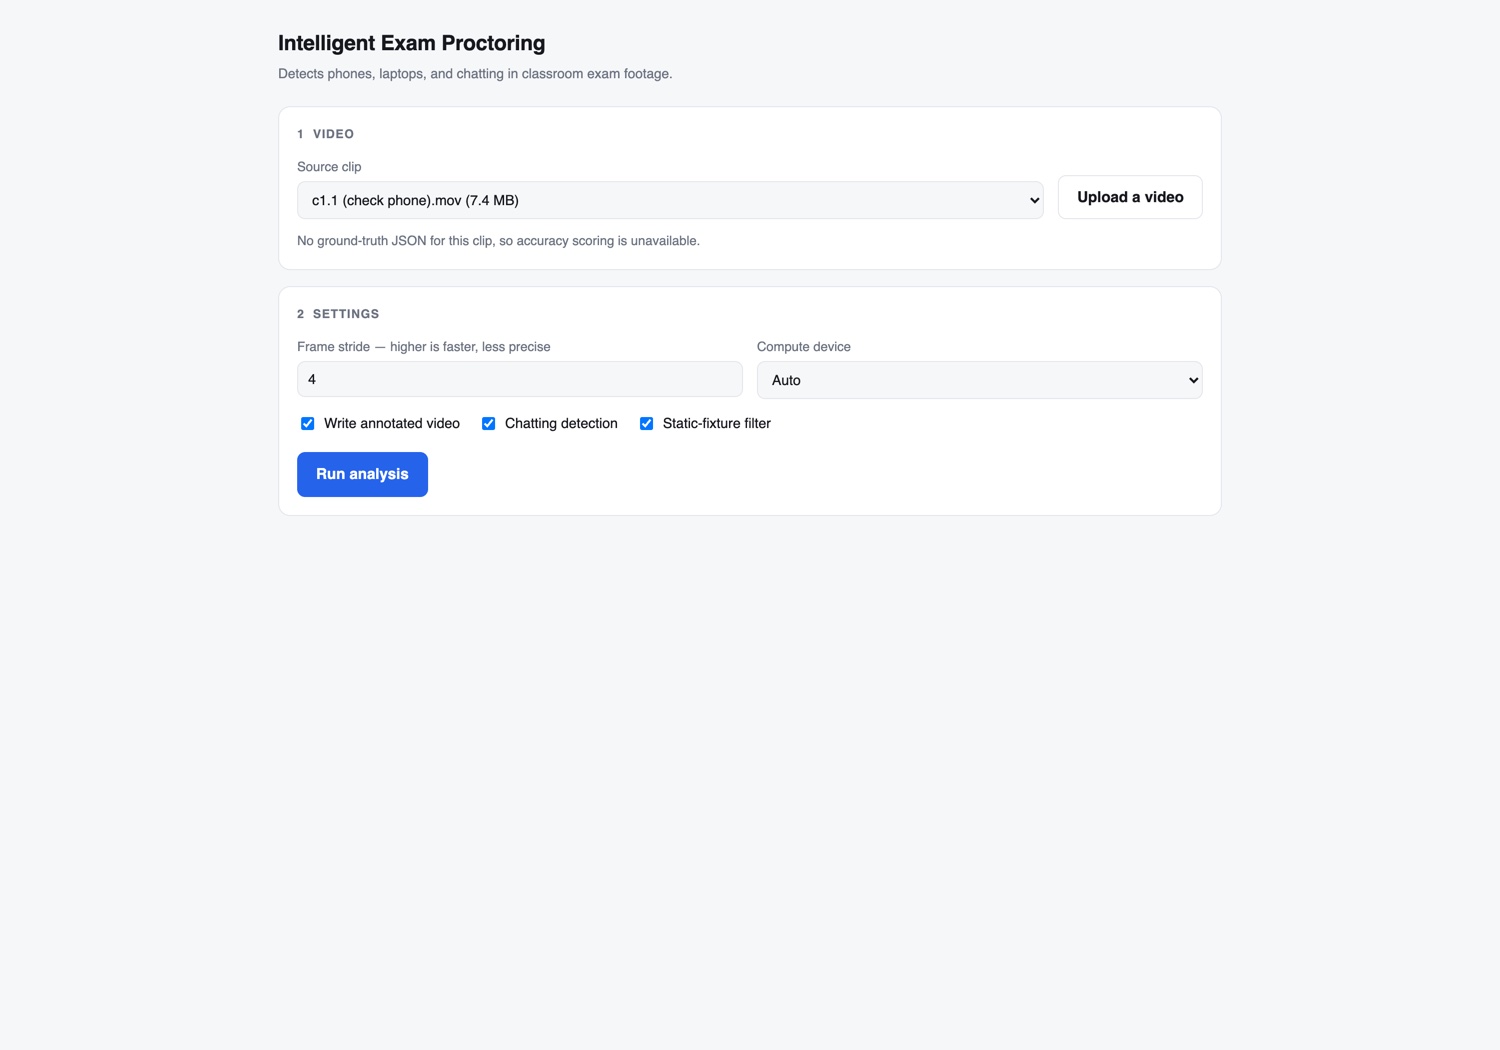 Intelligent Exam Proctoring
Detects phones, laptops, and chatting in classroom exam footage.
1 VIDEO
Source clip
c1.1 (check phone).mov (7.4 MB)
Upload a video
No ground-truth JSON for this clip, so accuracy scoring is unavailable.
2 SETTINGS
Frame stride — higher is faster, less precise
Compute device
4
Auto
Write annotated video
Chatting detection
Static-fixture filter
Run analysis